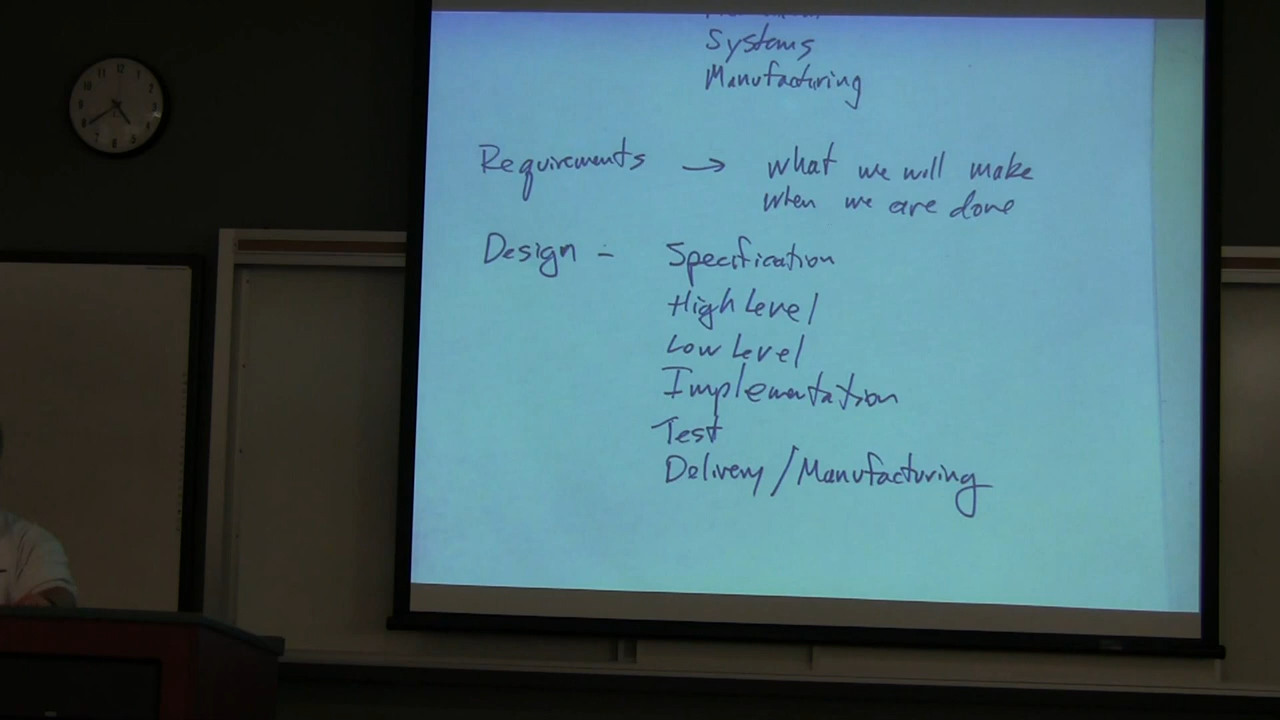 Systems
Manufacturing
Requirements → what we will make
when we are done
Design - Specification
High Level
Low Level
Implementation
Test
Delivery / Manufacturing